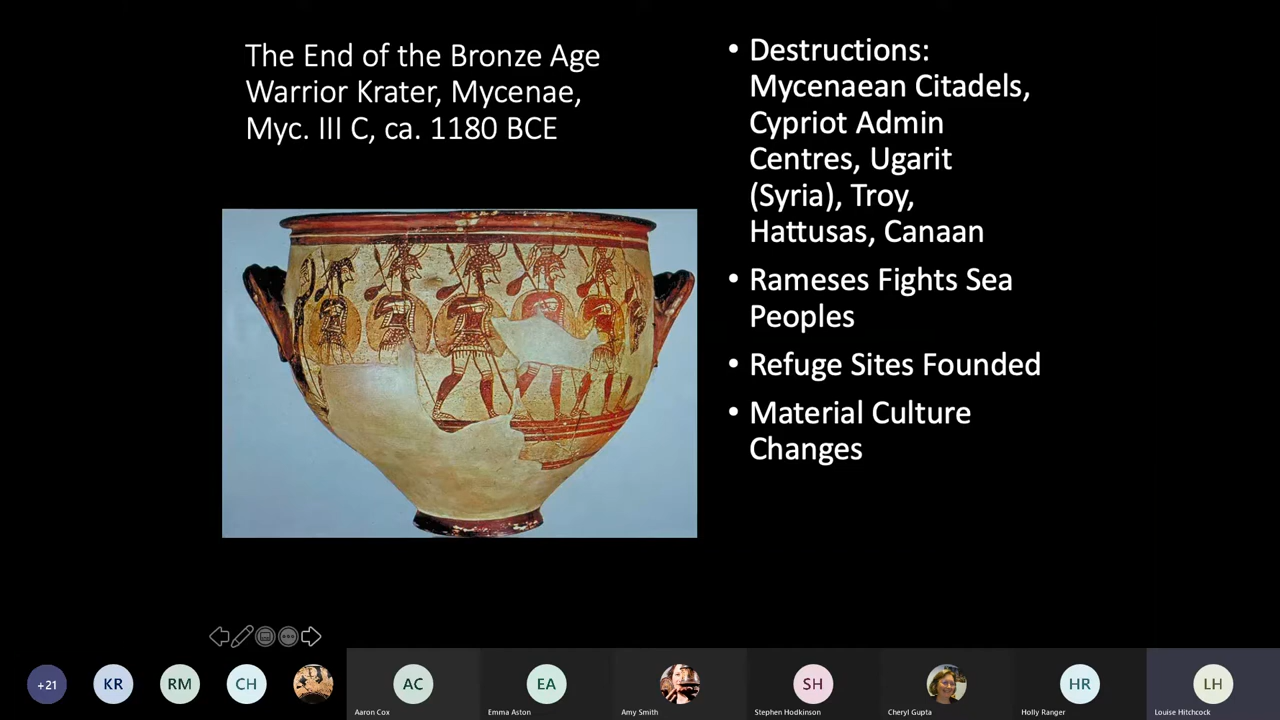 The End of the Bronze Age
Warrior Krater, Mycenae,
Myc. III C, ca. 1180 BCE
• Destructions:
Mycenaean Citadels,
Cypriot Admin
Centres, Ugarit
(Syria), Troy,
Hattusas, Canaan
• Rameses Fights Sea
Peoples
• Refuge Sites Founded
• Material Culture
Changes
+21
KR
RM
CH
AC
EA
SH
HR
LH
Aaron Cox
Emma Aston
Amy Smith
Stephen Hodkinson
Cheryl Gupta
Holly Ranger
Louise Hitchcock